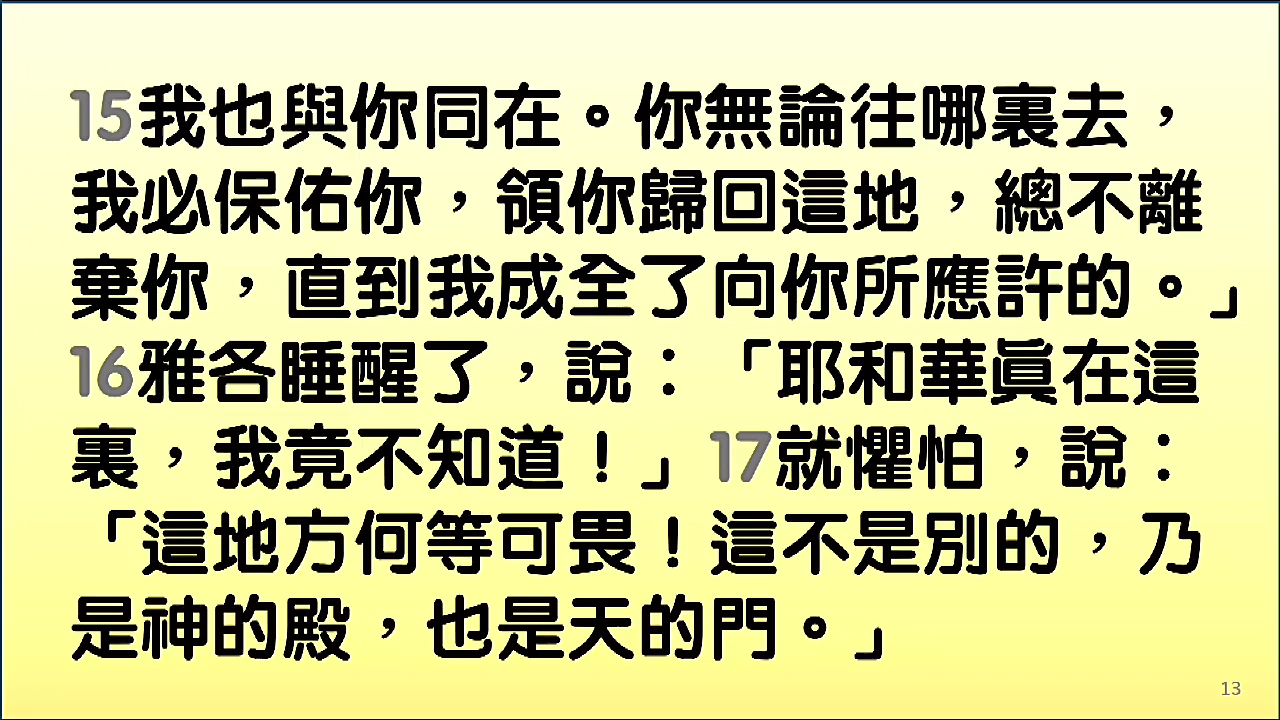 15我也與你同在。你無論往哪裏去，
我必保佑你，領你歸回這地，總不離
棄你，直到我成全了向你所應許的。」
16雅各睡醒了，說：「耶和華眞在這
裏，我竟不知道！」17就懼怕，說：
「這地方何等可畏！這不是別的，乃
是神的殿，也是天的門。」
13